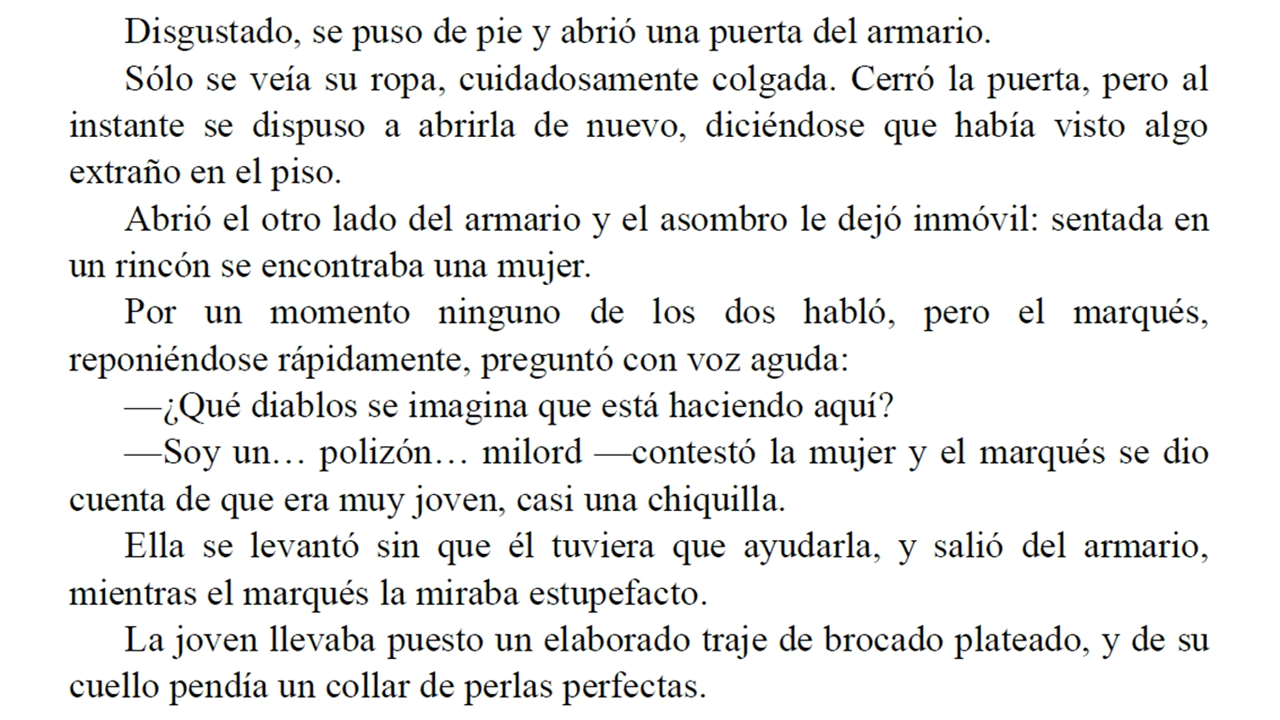 Disgustado, se puso de pie y abrió una puerta del armario.
Sólo se veía su ropa, cuidadosamente colgada. Cerró la puerta, pero al
instante se dispuso a abrirla de nuevo, diciéndose que había visto algo
extraño en el piso.
Abrió el otro lado del armario y el asombro le dejó inmóvil: sentada en
un rincón se encontraba una mujer.
Por un momento ninguno de los dos habló, pero el marqués,
reponiéndose rápidamente, preguntó con voz aguda:
—¿Qué diablos se imagina que está haciendo aquí?
—Soy un… polizón… milord —contestó la mujer y el marqués se dio
cuenta de que era muy joven, casi una chiquilla.
Ella se levantó sin que él tuviera que ayudarla, y salió del armario,
mientras el marqués la miraba estupefacto.
La joven llevaba puesto un elaborado traje de brocado plateado, y de su
cuello pendía un collar de perlas perfectas.